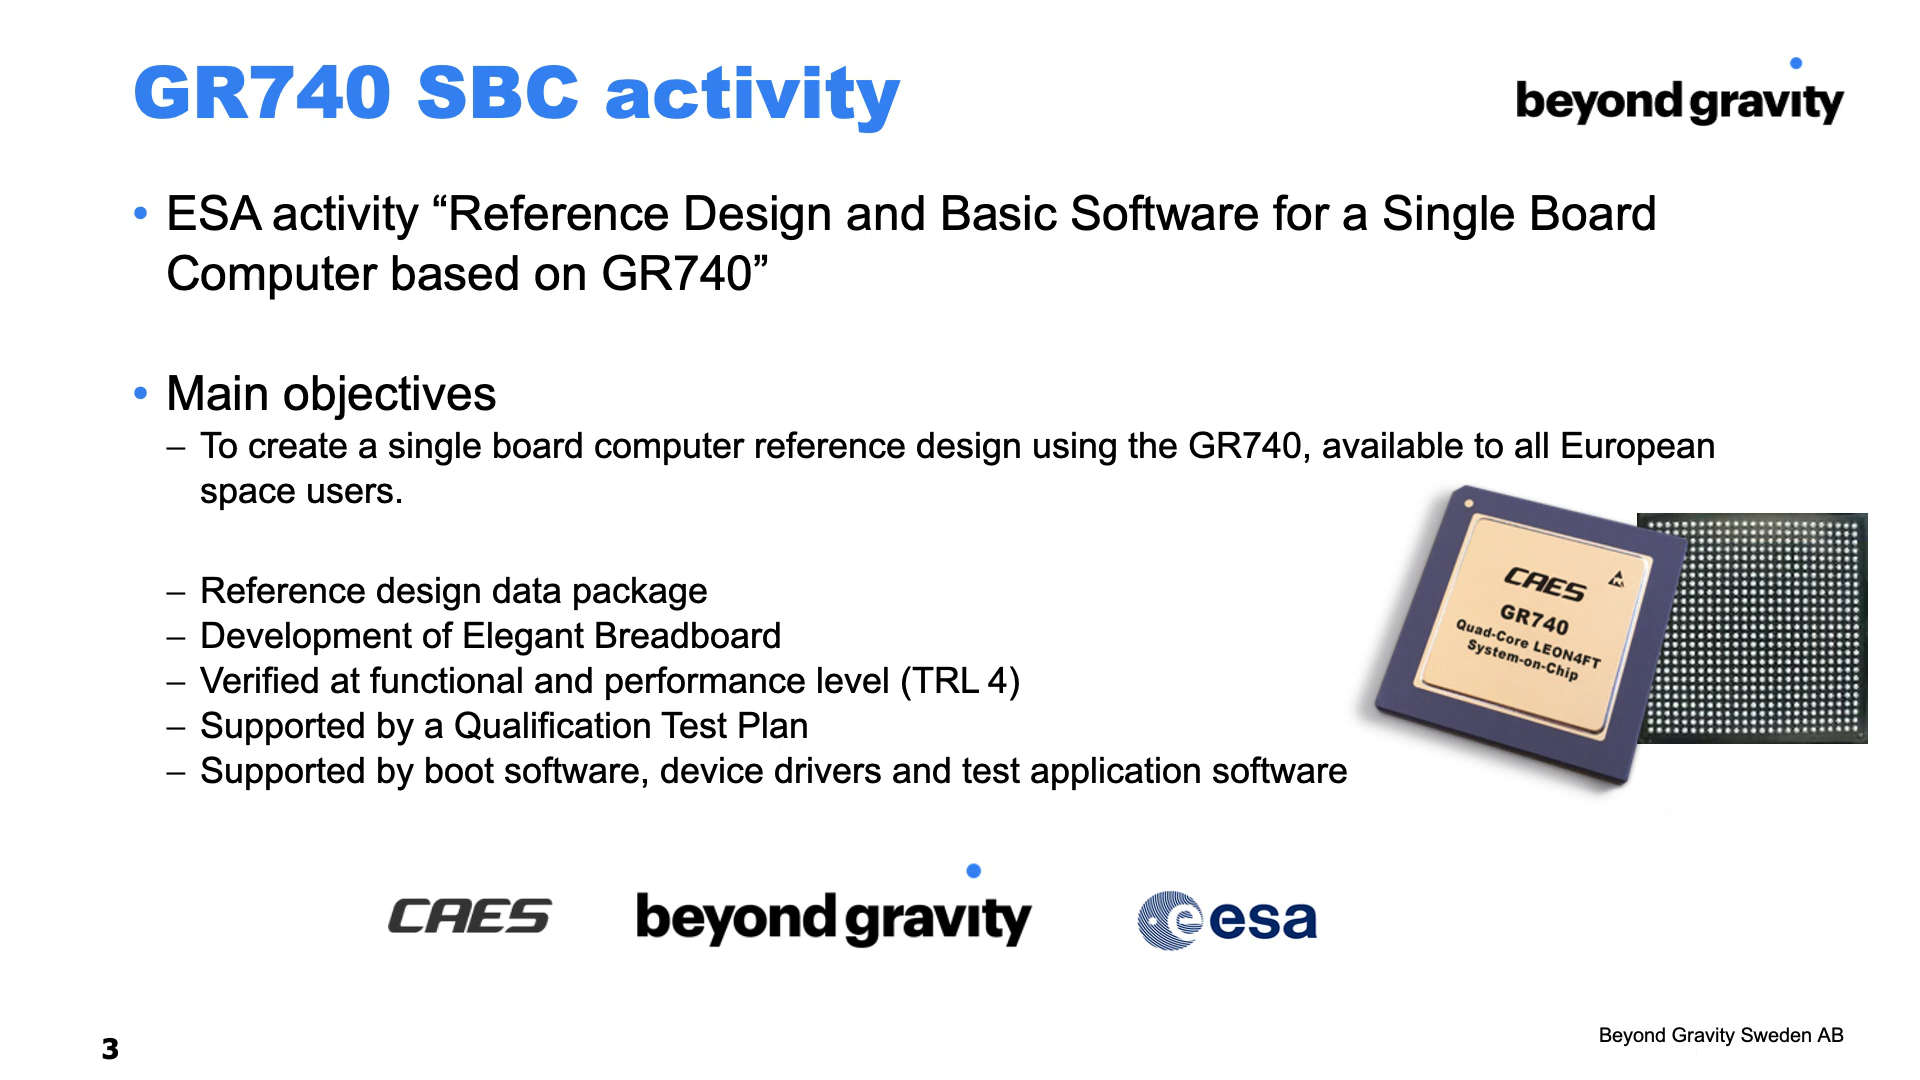 GR740 SBC activity
beyond gravity
• ESA activity “Reference Design and Basic Software for a Single Board
Computer based on GR740”
• Main objectives
– To create a single board computer reference design using the GR740, available to all European
space users.
– Reference design data package
– Development of Elegant Breadboard
– Verified at functional and performance level (TRL 4)
– Supported by a Qualification Test Plan
– Supported by boot software, device drivers and test application software
CAES
GR740
Quad-Core LEON4FT
System-on-Chip
CAES
beyond gravity
esa
3
Beyond Gravity Sweden AB